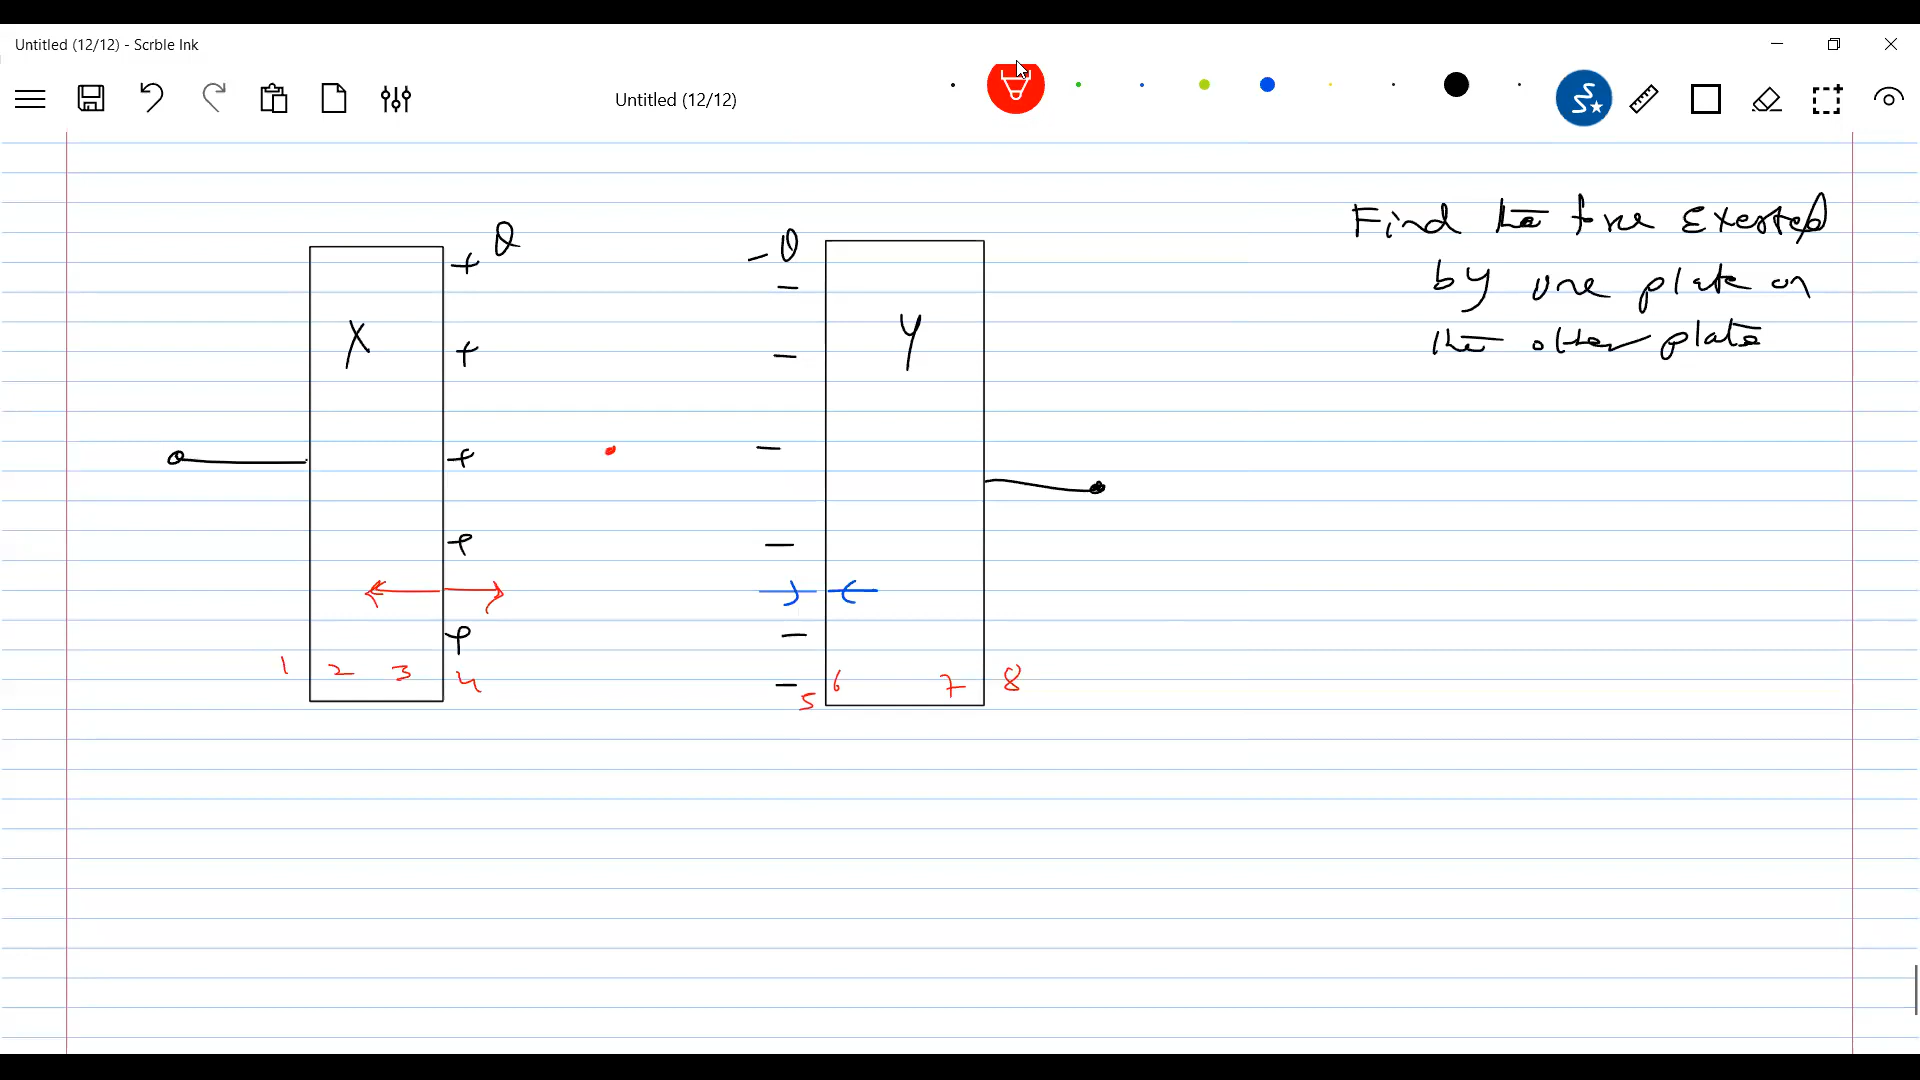 Untitled (12/12) - Scrble Ink
Untitled (12/12)
Find the force Exerted
by one plate on
the other plate
+ Q
- Q
-
X
Y
+ -
+ -
+ -
+ -
1 2 3 4
- 5 6 7 8